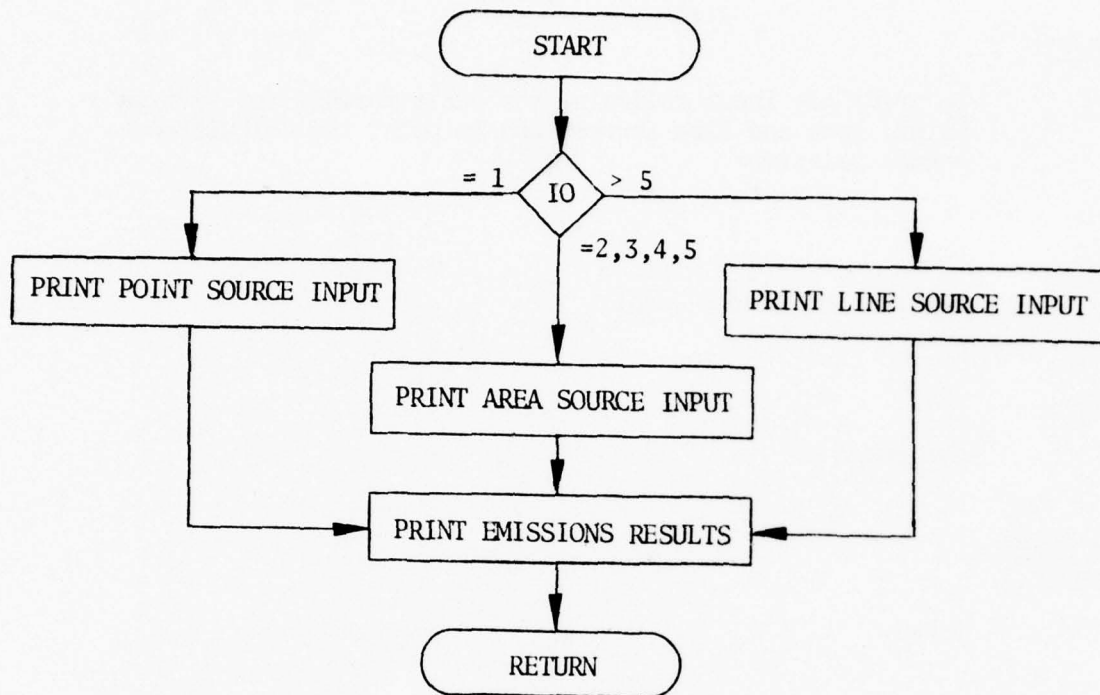 START
= 1
IO
> 5
=2,3,4,5
PRINT POINT SOURCE INPUT
PRINT LINE SOURCE INPUT
PRINT AREA SOURCE INPUT
PRINT EMISSIONS RESULTS
RETURN